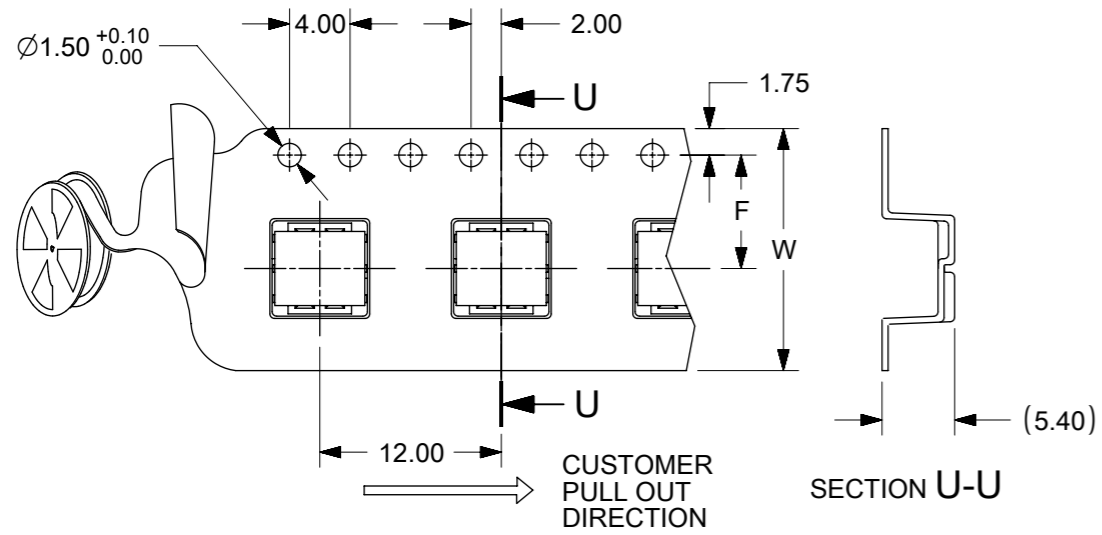 4.00
2.00
∅1.50 +0.10 0.00
1.75
U
F
W
U
(5.40)
12.00
CUSTOMER
PULL OUT
DIRECTION
SECTION U-U